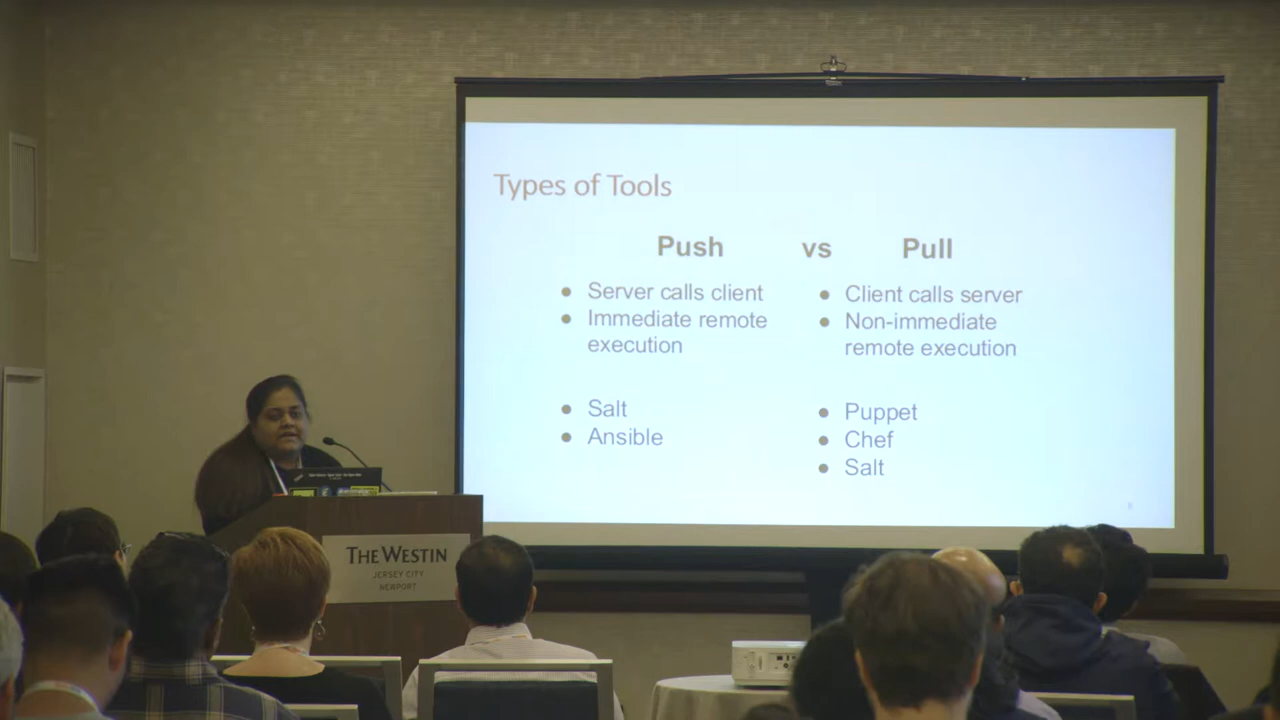 Types of Tools
Push vs Pull
Server calls client
Immediate remote
execution
Salt
Ansible
Client calls server
Non-immediate
remote execution
Puppet
Chef
Salt
THE WESTIN
JERSEY CITY
NEWPORT